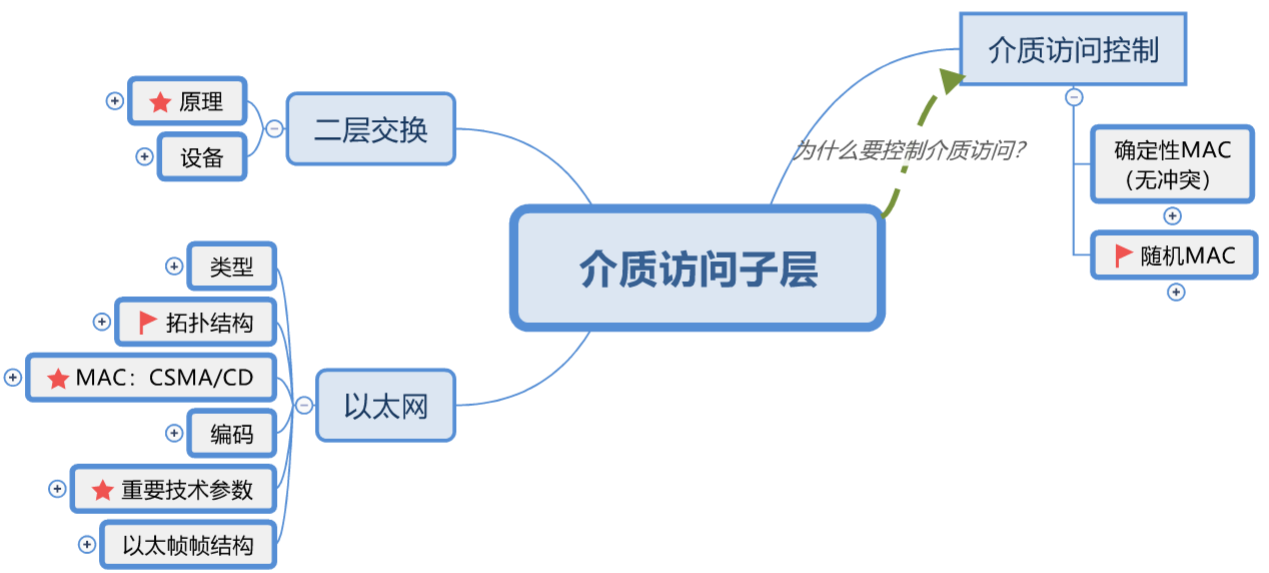 介质访问控制
确定性MAC
（无冲突）
随机MAC
为什么要控制介质访问？
介质访问子层
二层交换
原理
设备
以太网
类型
拓扑结构
MAC：CSMA/CD
编码
重要技术参数
以太帧帧结构